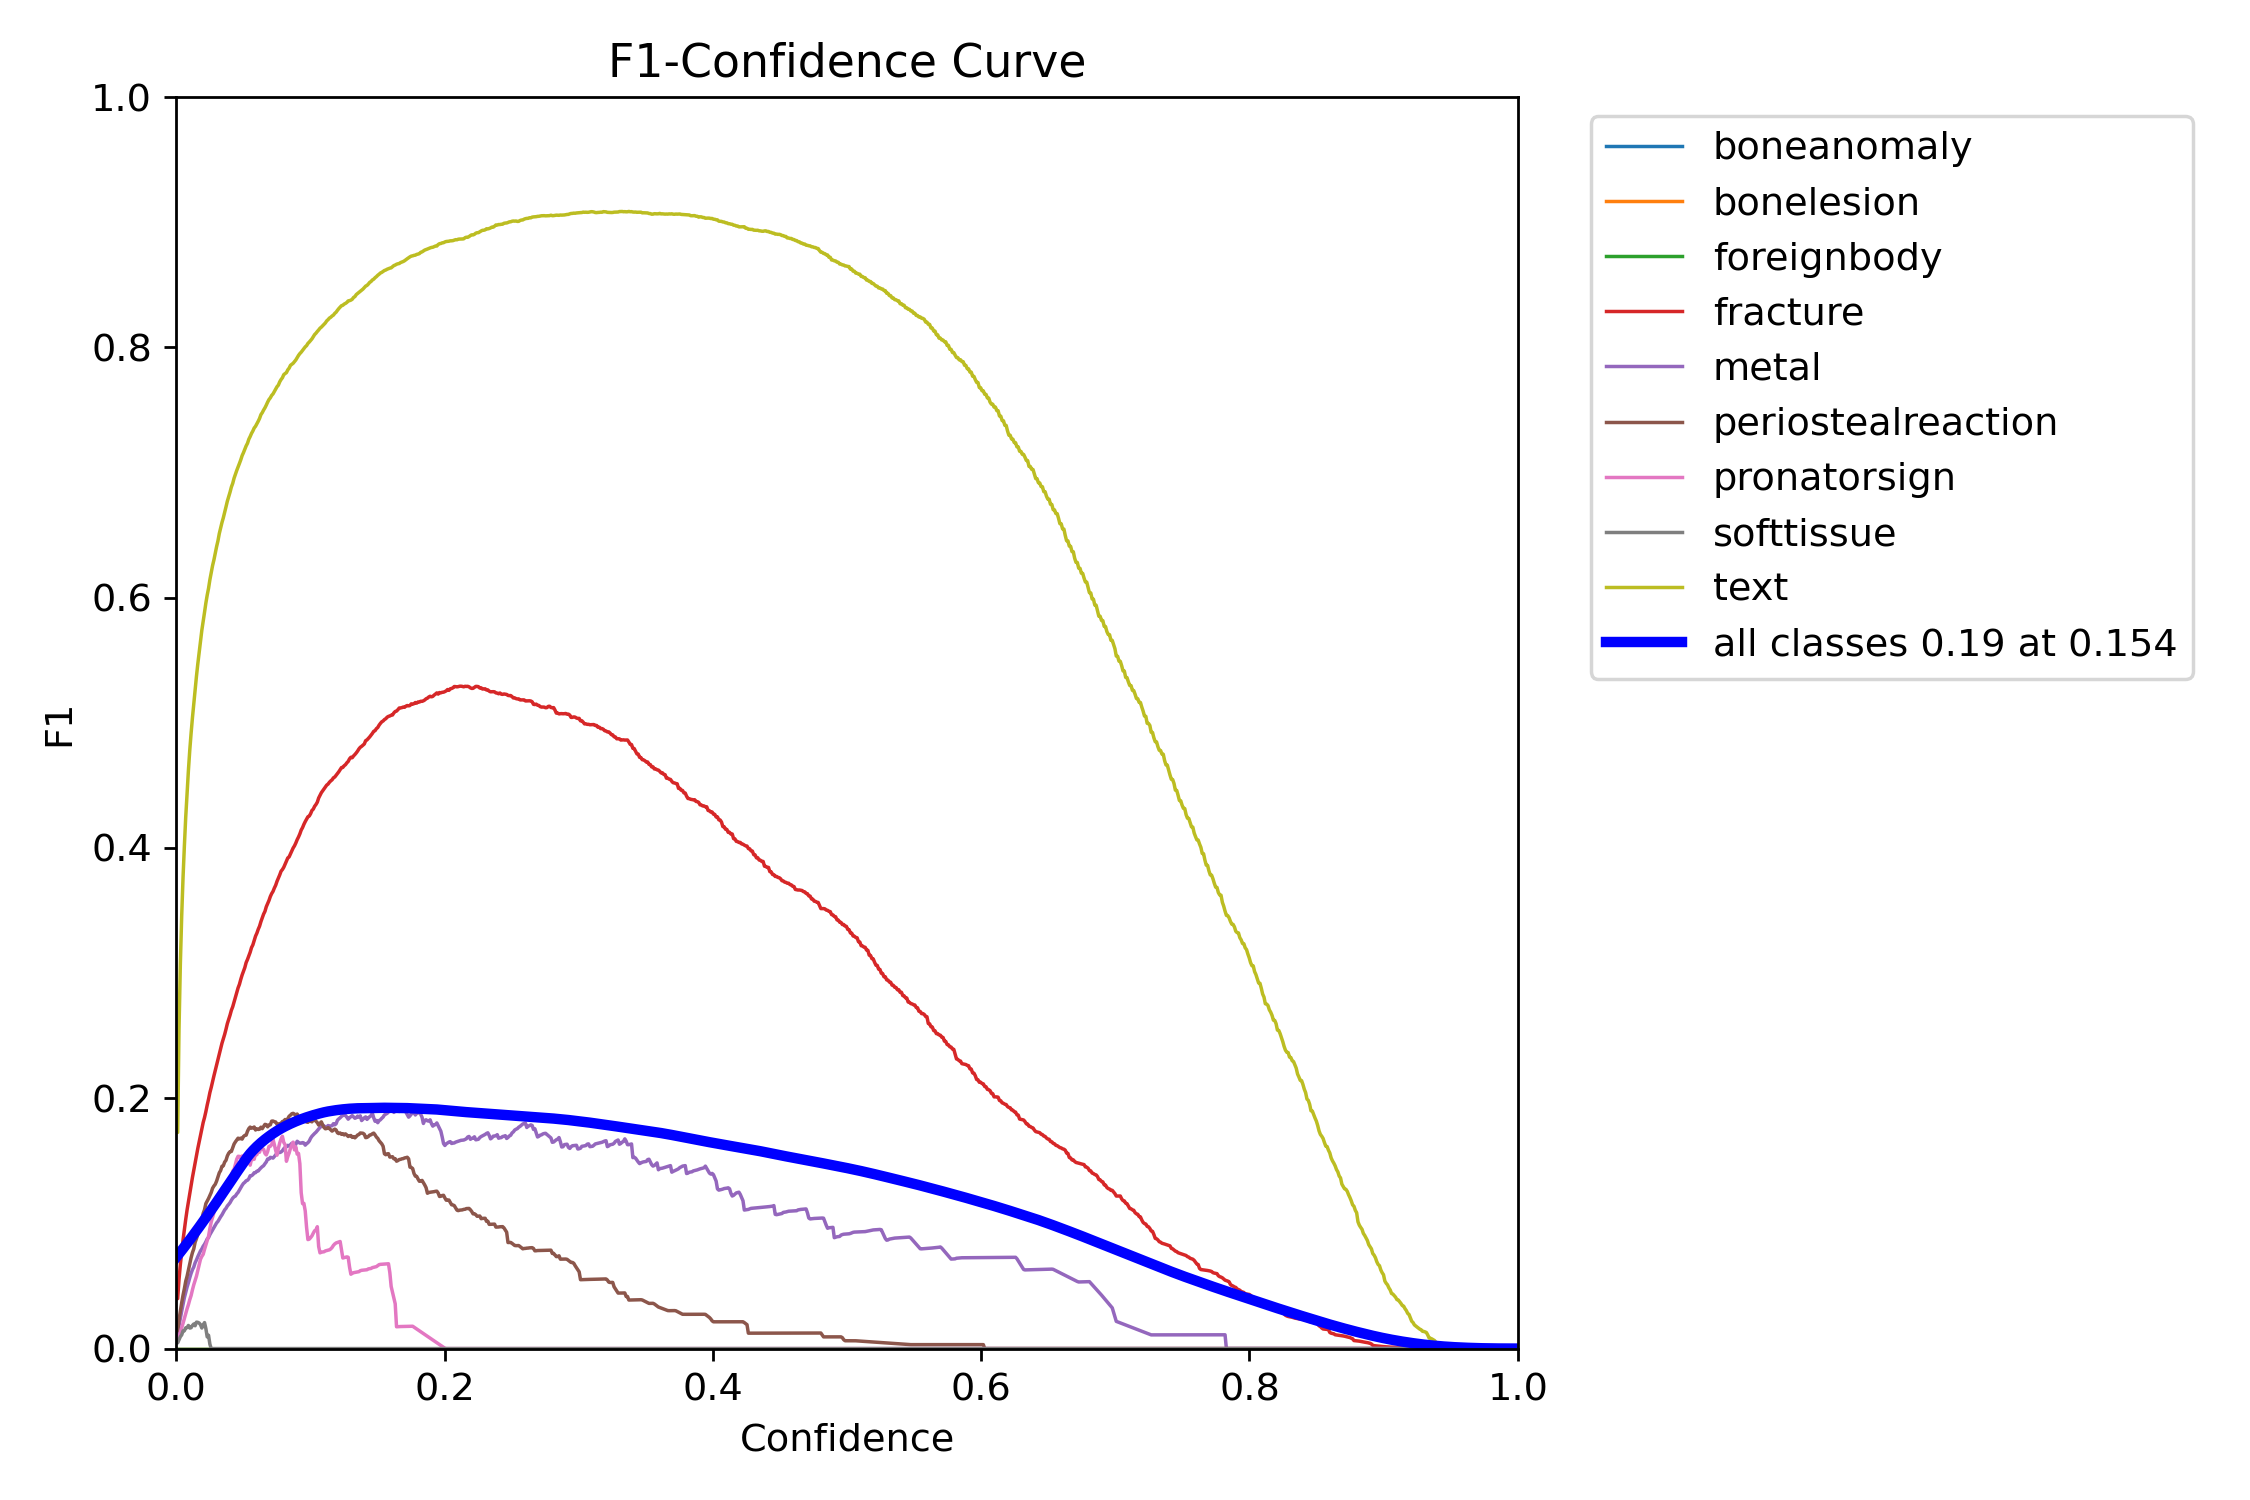 F1-Confidence Curve
1.0
0.8
0.6
0.4
0.2
0.0
F1
0.0 0.2 0.4 0.6 0.8 1.0
Confidence
boneanomaly
bonelesion
foreignbody
fracture
metal
periostealreaction
pronatorsign
softtissue
text
all classes 0.19 at 0.154